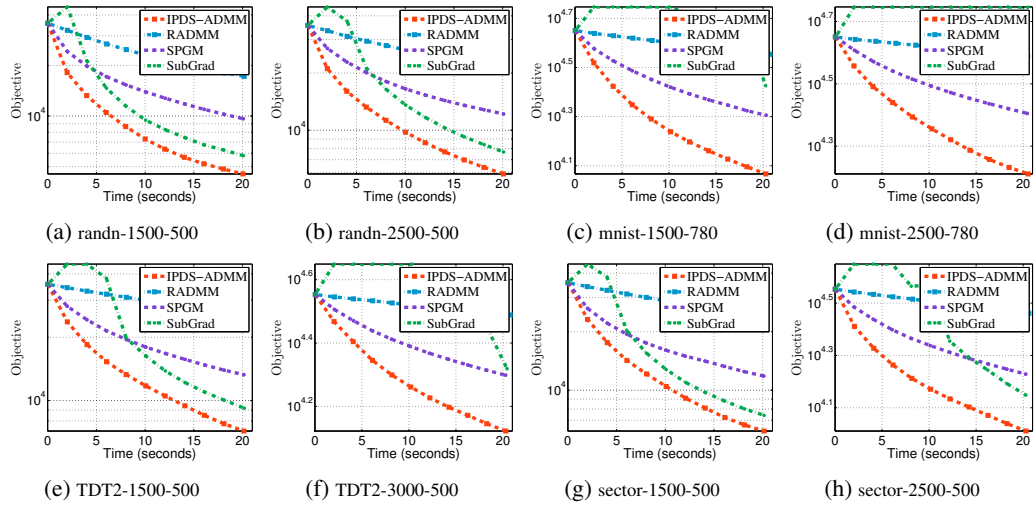 Objective
10^4
IPDS−ADMM
RADMM
SPGM
SubGrad
0 5 10 15 20
Time (seconds)
(a) randn-1500-500
Objective
10^4
IPDS−ADMM
RADMM
SPGM
SubGrad
0 5 10 15 20
Time (seconds)
(b) randn-2500-500
Objective
10^4.7
10^4.5
10^4.3
10^4.1
IPDS−ADMM
RADMM
SPGM
SubGrad
0 5 10 15 20
Time (seconds)
(c) mnist-1500-780
Objective
10^4.7
10^4.5
10^4.3
IPDS−ADMM
RADMM
SPGM
SubGrad
0 5 10 15 20
Time (seconds)
(d) mnist-2500-780
Objective
10^4
IPDS−ADMM
RADMM
SPGM
SubGrad
0 5 10 15 20
Time (seconds)
(e) TDT2-1500-500
Objective
10^4.6
10^4.4
10^4.2
IPDS−ADMM
RADMM
SPGM
SubGrad
0 5 10 15 20
Time (seconds)
(f) TDT2-3000-500
Objective
10^4
IPDS−ADMM
RADMM
SPGM
SubGrad
0 5 10 15 20
Time (seconds)
(g) sector-1500-500
Objective
10^4.5
10^4.3
10^4.1
IPDS−ADMM
RADMM
SPGM
SubGrad
0 5 10 15 20
Time (seconds)
(h) sector-2500-500